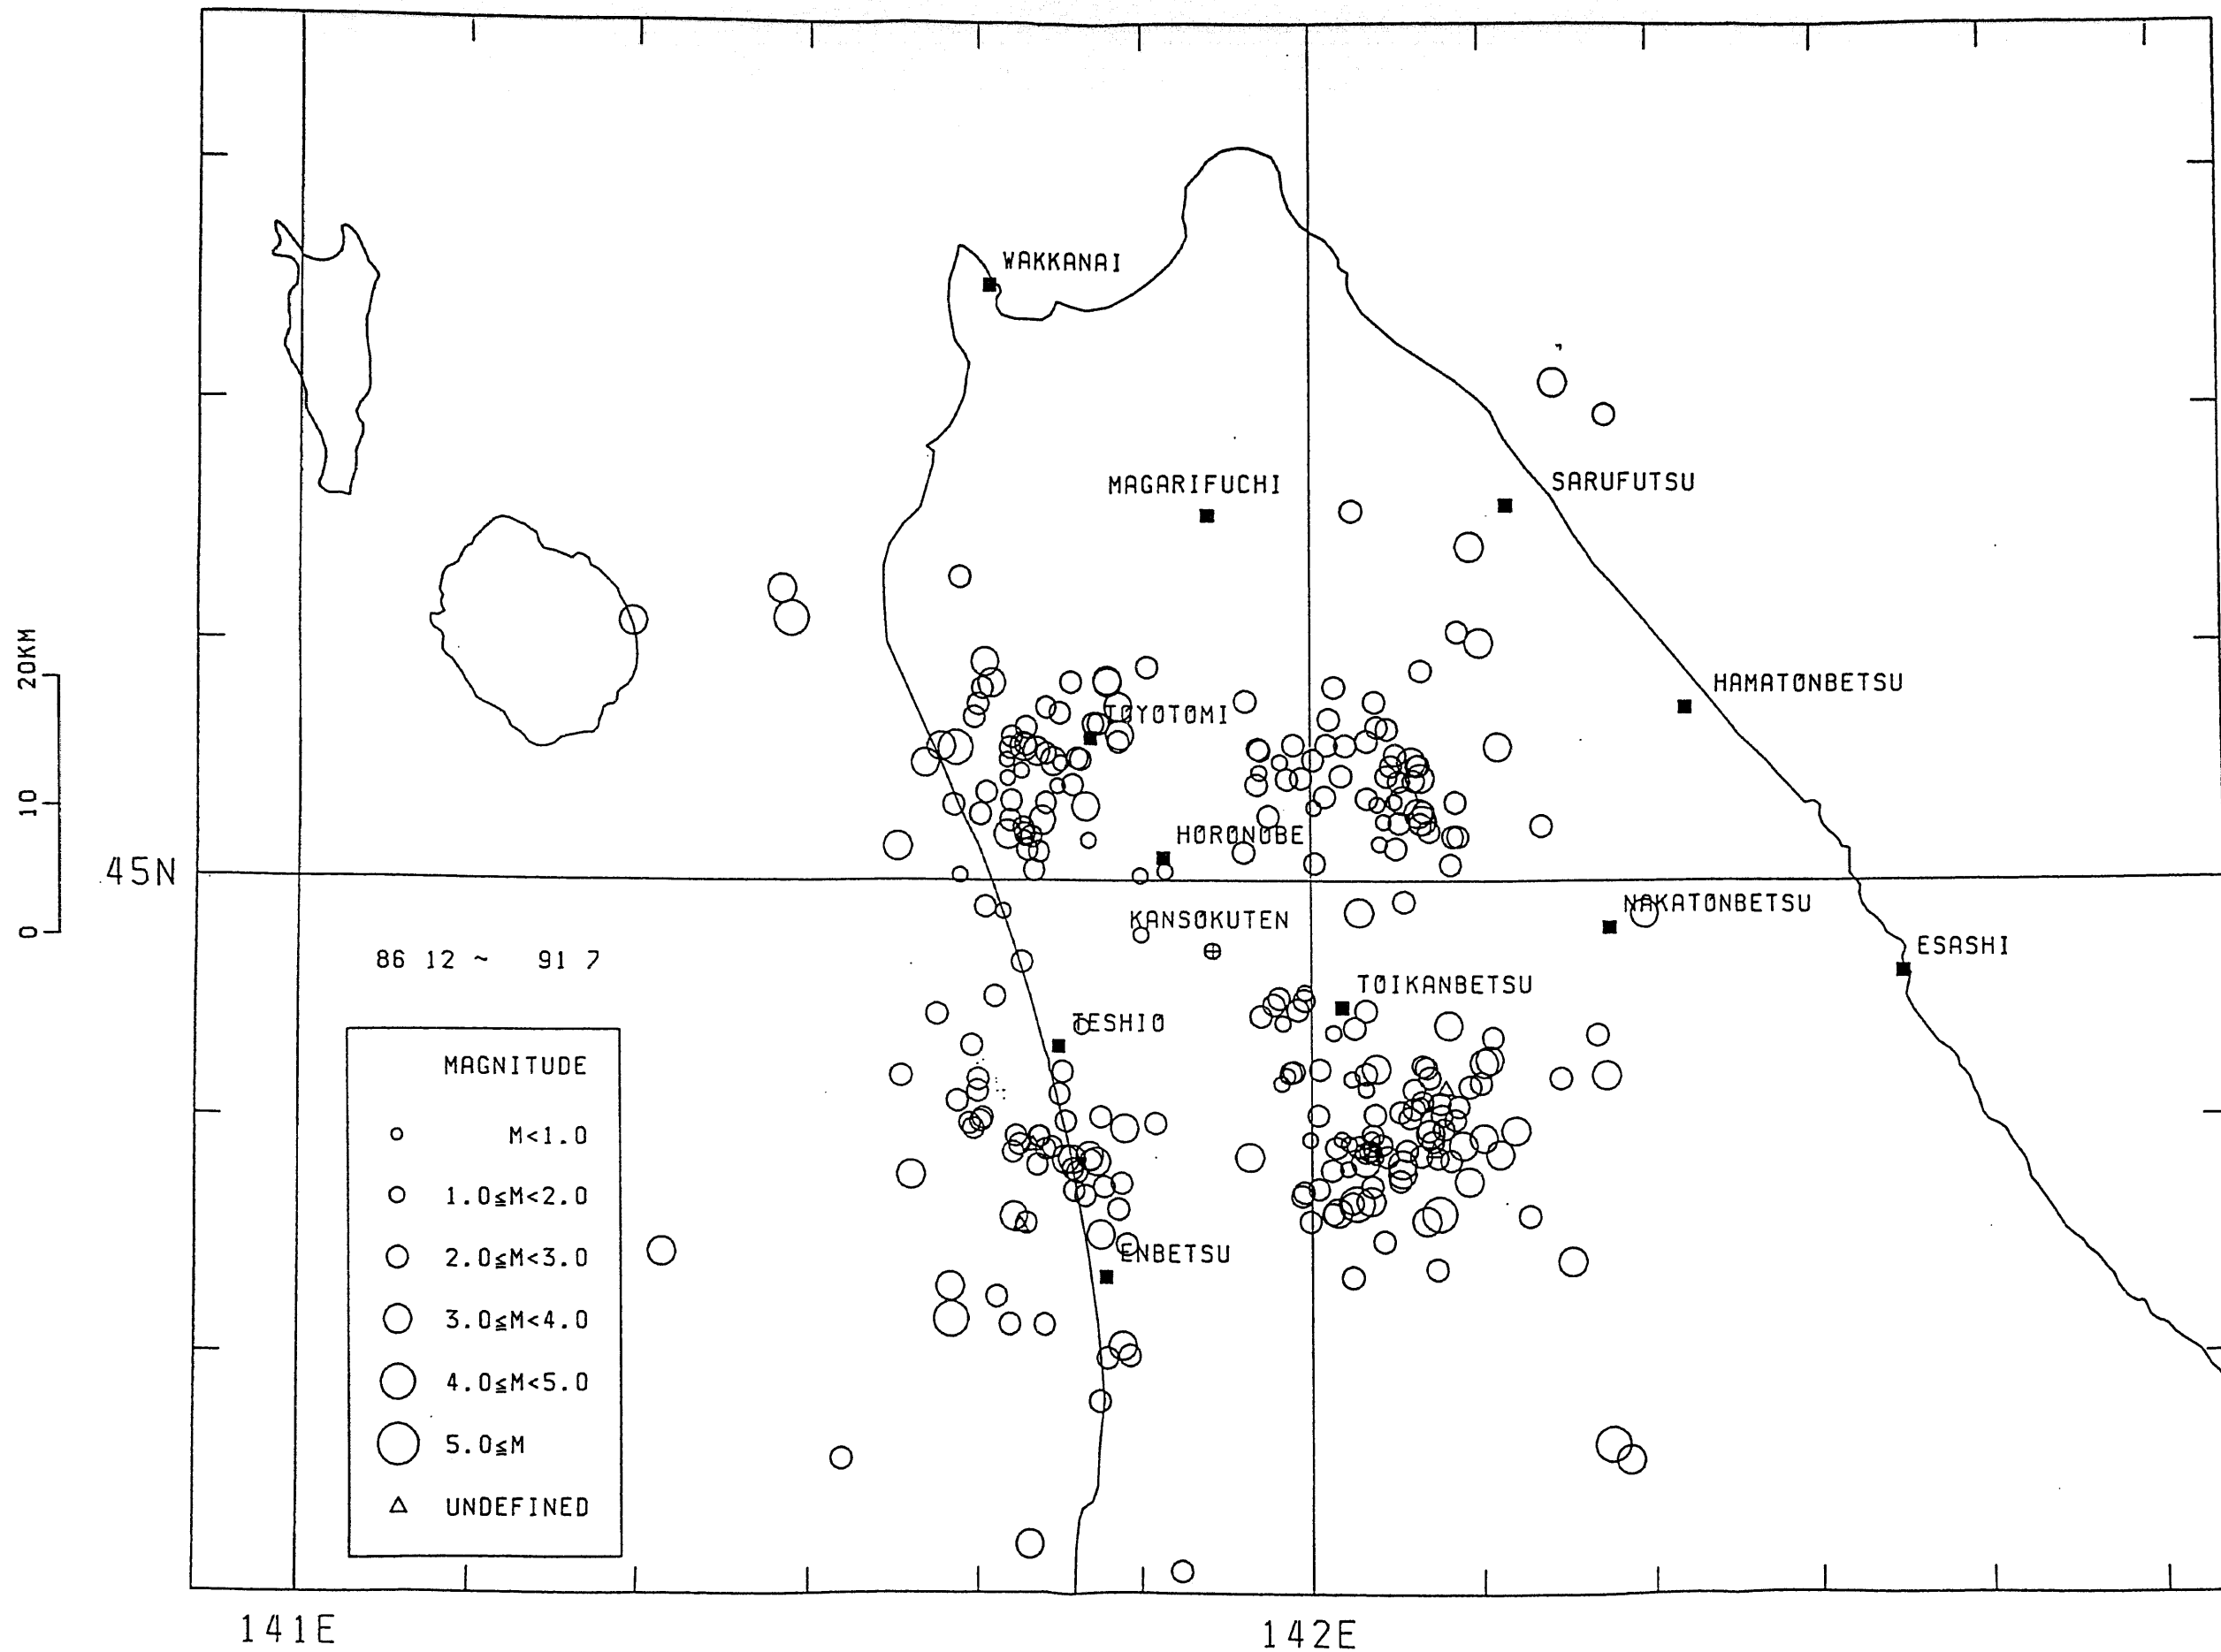 WAKKANAI
MAGARIFUCHI
SARUFUTSU
HAMATONBETSU
TOYOTOMI
HORONOBE
45N
20KM
10
0
KANSOKUTEN
NAKATONBETSU
ESASHI
86 12 ~ 91 7
TOIKANBETSU
TESHIO
MAGNITUDE
M<1.0
1.0≦M<2.0
2.0≦M<3.0
3.0≦M<4.0
4.0≦M<5.0
5.0≦M
UNDEFINED
ENBETSU
141E
142E